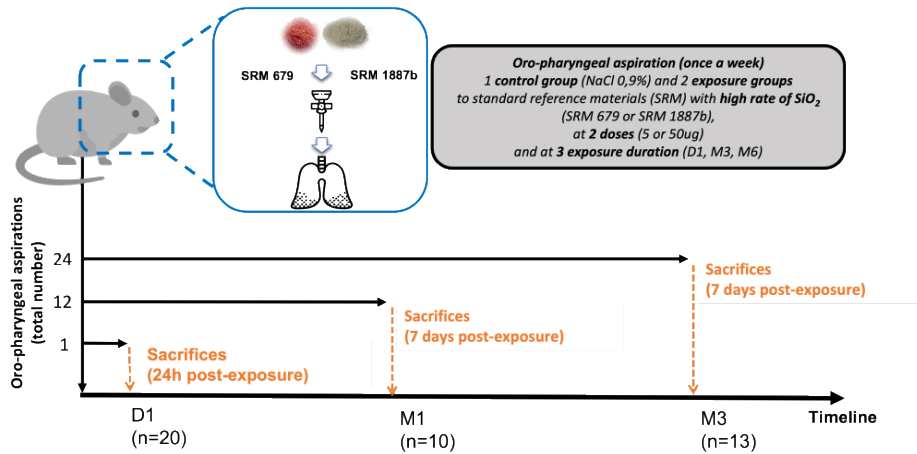 SRM 679
SRM 1887b
Oro-pharyngeal aspiration (once a week)
1 control group (NaCl 0,9%) and 2 exposure groups
to standard reference materials (SRM) with high rate of SiO₂
(SRM 679 or SRM 1887b),
at 2 doses (5 or 50ug)
and at 3 exposure duration (D1, M3, M6)
Oro-pharyngeal aspirations
(total number)
24
12
1
Sacrifices
(7 days post-exposure)
Sacrifices
(7 days post-exposure)
Sacrifices
(24h post-exposure)
D1
(n=20)
M1
(n=10)
M3
(n=13)
Timeline